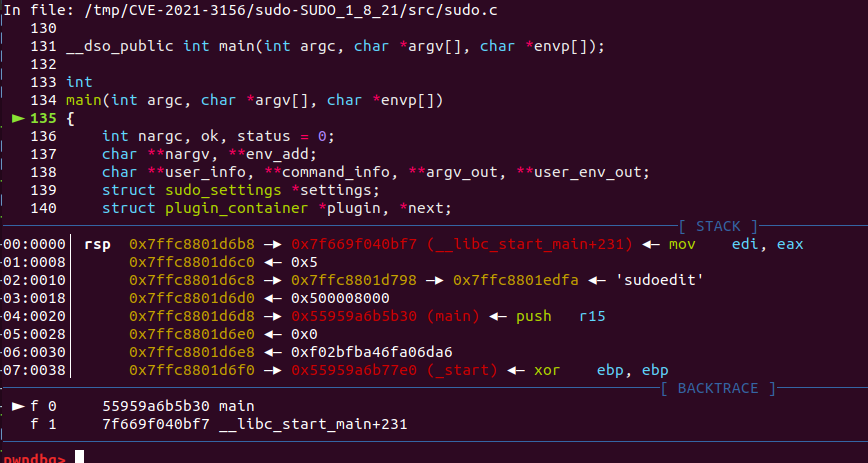 In file: /tmp/CVE-2021-3156/sudo-SUDO_1_8_21/src/sudo.c
130
131 __dso_public int main(int argc, char *argv[], char *envp[]);
132
133 int
134 main(int argc, char *argv[], char *envp[])
► 135 {
136     int nargc, ok, status = 0;
137     char **nargv, **env_add;
138     char **user_info, **command_info, **argv_out, **user_env_out;
139     struct sudo_settings *settings;
140     struct plugin_container *plugin, *next;
[ STACK ]
00:0000│ rsp 0x7ffc8801d6b8 —► 0x7f669f040bf7 (__libc_start_main+231) ◄— mov    edi, eax
01:0008│     0x7ffc8801d6c0 ◄— 0x5
02:0010│     0x7ffc8801d6c8 —► 0x7ffc8801d798 —► 0x7ffc8801edfa ◄— 'sudoedit'
03:0018│     0x7ffc8801d6d0 ◄— 0x500008000
04:0020│     0x7ffc8801d6d8 —► 0x55959a6b5b30 (main) ◄— push   r15
05:0028│     0x7ffc8801d6e0 ◄— 0x0
06:0030│     0x7ffc8801d6e8 ◄— 0xf02bfba46fa06da6
07:0038│     0x7ffc8801d6f0 —► 0x55959a6b77e0 (_start) ◄— xor    ebp, ebp
[ BACKTRACE ]
► f 0     55959a6b5b30 main
f 1     7f669f040bf7 __libc_start_main+231
pwndbg>